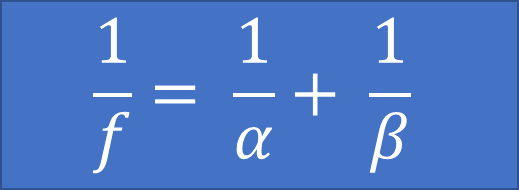 1/f = 1/α + 1/β